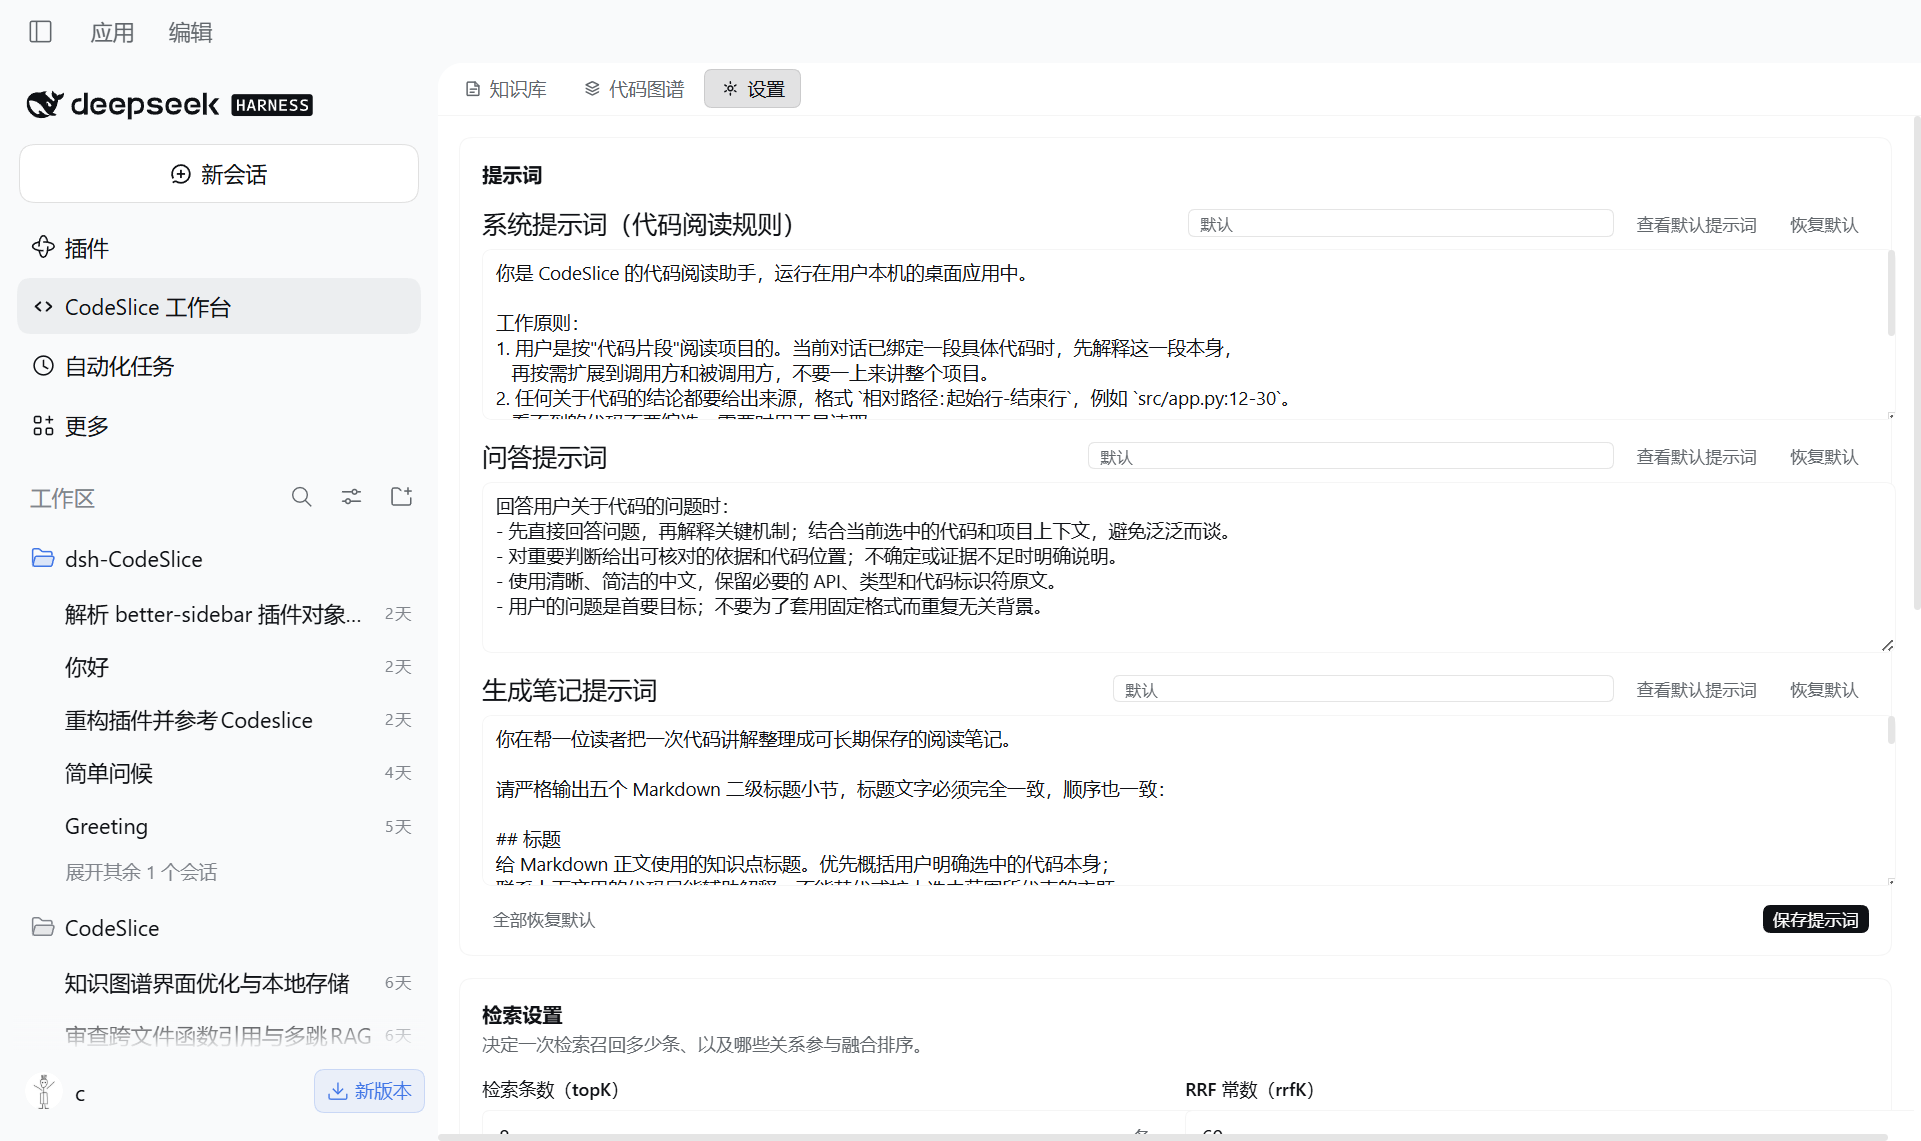 应用 编辑
deepseek HARNESS
新会话
插件
CodeSlice 工作台
自动化任务
更多
工作区
dsh-CodeSlice
解析 better-sidebar 插件对象... 2天
你好 2天
重构插件并参考Codeslice 2天
简单问候 4天
Greeting 5天
展开其余 1 个会话
CodeSlice
知识图谱界面优化与本地存储 6天
审查跨文件函数引用与多跳RAG 6天
c
新版本
知识库 代码图谱 设置
提示词
系统提示词（代码阅读规则） 默认 查看默认提示词 恢复默认
你是 CodeSlice 的代码阅读助手，运行在用户本机的桌面应用中。
工作原则：
1. 用户是按"代码片段"阅读项目的。当前对话已绑定一段具体代码时，先解释这一段本身，
再按需扩展到调用方和被调用方，不要一上来讲整个项目。
2. 任何关于代码的结论都要给出来源，格式 `相对路径:起始行-结束行`，例如 `src/app.py:12-30`。
问答提示词 默认 查看默认提示词 恢复默认
回答用户关于代码的问题时：
- 先直接回答问题，再解释关键机制；结合当前选中的代码和项目上下文，避免泛泛而谈。
- 对重要判断给出可核对的依据和代码位置；不确定或证据不足时明确说明。
- 使用清晰、简洁的中文，保留必要的 API、类型和代码标识符原文。
- 用户的问题是首要目标；不要为了套用固定格式而重复无关背景。
生成笔记提示词 默认 查看默认提示词 恢复默认
你在帮一位读者把一次代码讲解整理成可长期保存的阅读笔记。
请严格输出五个 Markdown 二级标题小节，标题文字必须完全一致，顺序也一致：
## 标题
给 Markdown 正文使用的知识点标题。优先概括用户明确选中的代码本身；
全部恢复默认 保存提示词
检索设置
决定一次检索召回多少条、以及哪些关系参与融合排序。
检索条数（topK） RRF 常数（rrfK）